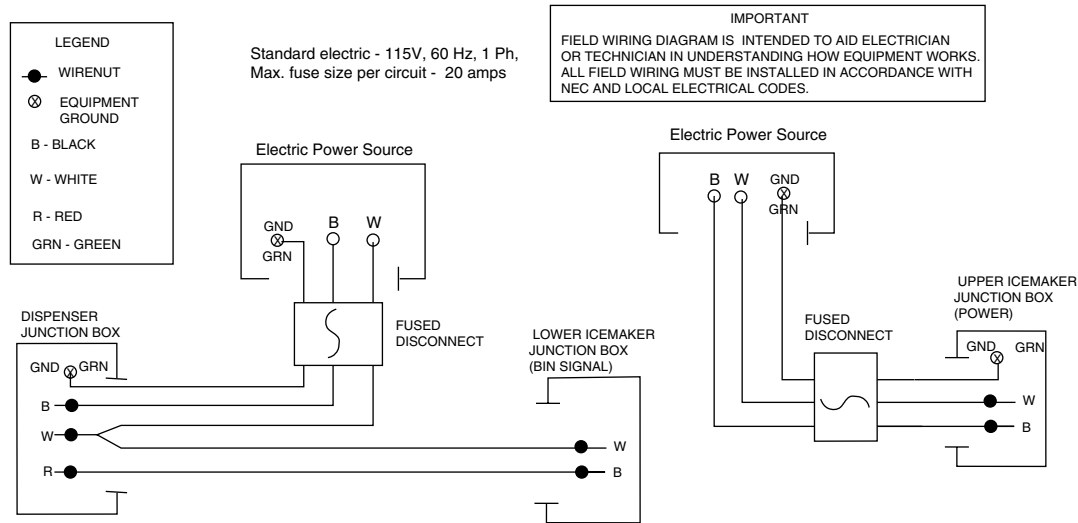 LEGEND
WIRENUT
EQUIPMENT
GROUND
B - BLACK
W - WHITE
R - RED
GRN - GREEN
Standard electric - 115V, 60 Hz, 1 Ph,
Max. fuse size per circuit - 20 amps
IMPORTANT
FIELD WIRING DIAGRAM IS INTENDED TO AID ELECTRICIAN
OR TECHNICIAN IN UNDERSTANDING HOW EQUIPMENT WORKS.
ALL FIELD WIRING MUST BE INSTALLED IN ACCORDANCE WITH
NEC AND LOCAL ELECTRICAL CODES.
Electric Power Source
GND
GRN
B
W
FUSED
DISCONNECT
DISPENSER
JUNCTION BOX
GND
GRN
B
W
R
LOWER ICEMAKER
JUNCTION BOX
(BIN SIGNAL)
W
B
Electric Power Source
B
W
GND
GRN
FUSED
DISCONNECT
UPPER ICEMAKER
JUNCTION BOX
(POWER)
GND
GRN
W
B